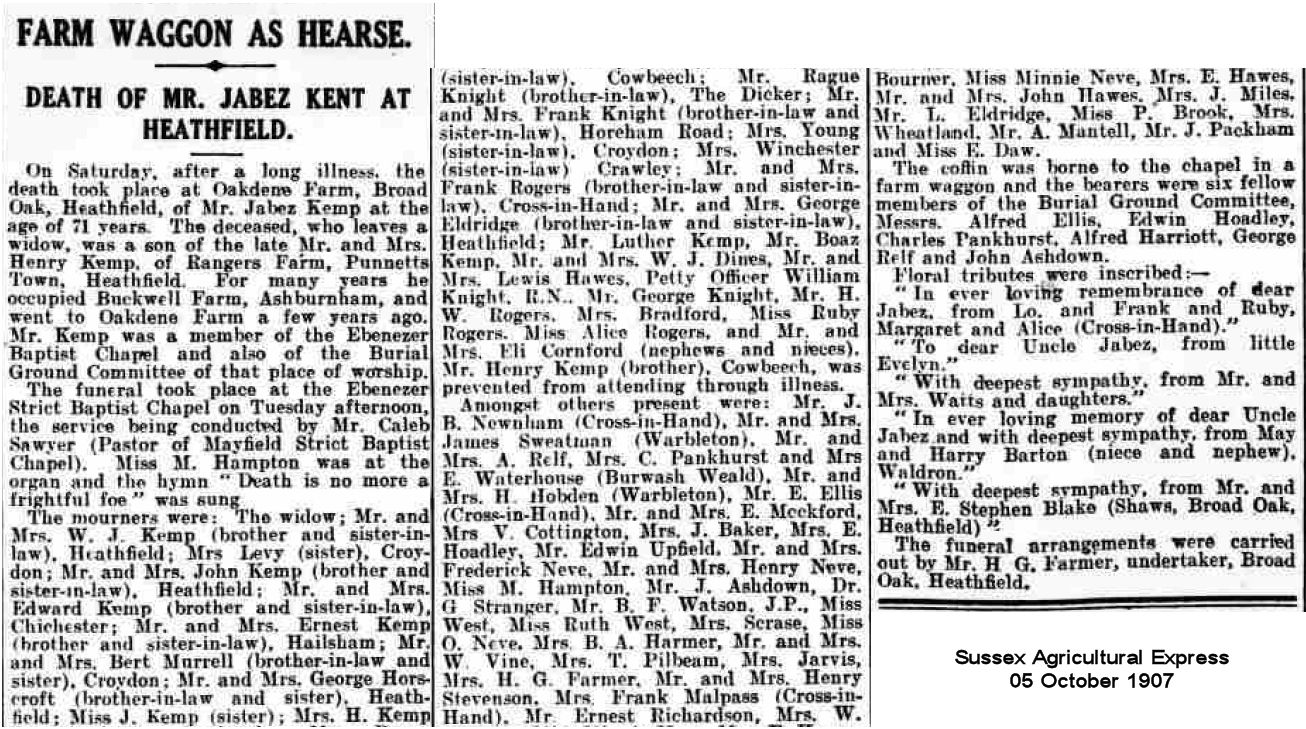 FARM WAGGON AS HEARSE.
DEATH OF MR. JABEZ KENT AT
HEATHFIELD.
On Saturday, after a long illness, the
death took place at Oakdene Farm, Broad
Oak, Heathfield, of Mr. Jabez Kemp at the
age of 71 years. The deceased, who leaves a
widow, was a son of the late Mr. and Mrs.
Henry Kemp, of Rangers Farm, Punnetts
Town, Heathfield. For many years he
occupied Buckwell Farm, Ashburnham, and
went to Oakdene Farm a few years ago.
Mr. Kemp was a member of the Ebenezer
Baptist Chapel and also of the Burial
Ground Committee of that place of worship.
The funeral took place at the Ebenezer
Strict Baptist Chapel on Tuesday afternoon,
the service being conducted by Mr. Caleb
Sawyer (Pastor of Mayfield Strict Baptist
Chapel). Miss M. Hampton was at the
organ and the hymn "Death is no more a
frightful foe" was sung
The mourners were: The widow; Mr. and
Mrs. W. J. Kemp (brother and sister-in-
law), Heathfield; Mrs Levy (sister), Croy-
don; Mr. and Mrs. John Kemp (brother and
sister-in-law), Heathfield; Mr. and Mrs.
Edward Kemp (brother and sister-in-law),
Chichester; Mr. and Mrs. Ernest Kemp
(brother and sister-in-law), Hailsham; Mr.
and Mrs. Bert Murrell (brother-in-law and
sister), Croydon; Mr. and Mrs. George Hors-
croft (brother-in-law and sister), Heath-
field; Miss J. Kemp (sister); Mrs. H. Kemp
(sister-in-law), Cowbeech; Mr. Rague
Knight (brother-in-law), The Dicker; Mr.
and Mrs. Frank Knight (brother-in-law and
sister-in-law), Horeham Road; Mrs. Young
(sister-in-law), Croydon; Mrs. Winchester
(sister-in-law) Crawley; Mr. and Mrs.
Frank Rogers (brother-in-law and sister-in-
law), Cross-in-Hand; Mr. and Mrs. George
Eldridge (brother-in-law and sister-in-law),
Heathfield; Mr. Luther Kemp, Mr. Boaz
Kemp, Mr. and Mrs. W. J. Dines, Mr. and
Mrs. Lewis Hawes, Petty Officer William
Knight, R.N., Mr. George Knight, Mr. H.
W. Rogers, Mrs. Bradford, Miss Ruby
Rogers, Miss Alice Rogers, and Mr. and
Mrs. Eli Cornford (nephews and nieces).
Mr. Henry Kemp (brother), Cowbeech, was
prevented from attending through illness.
Amongst others present were: Mr. J.
B. Newnham (Cross-in-Hand), Mr. and Mrs.
James Sweatman (Warbleton), Mr. and
Mrs. A. Relf, Mrs. C. Pankhurst and Mrs
E. Waterhouse (Burwash Weald), Mr. and
Mrs. H. Hobden (Warbleton), Mr. E. Ellis
(Cross-in-Hand), Mr. and Mrs. E. Meckford,
Mrs V. Cottington, Mrs. J. Baker, Mrs. E.
Hoadley, Mr. Edwin Upfield, Mr. and Mrs.
Frederick Neve, Mr. and Mrs. Henry Neve,
Miss M. Hampton, Mr. J. Ashdown, Dr.
G Stranger, Mr. B. F. Watson, J.P., Miss
West, Miss Ruth West, Mrs. Scrase, Miss
O. Neve, Mrs. B. A. Harmer, Mr. and Mrs.
W. Vine, Mrs. T. Pilbeam, Mrs. Jarvis,
Mrs. H. G. Farmer, Mr. and Mrs. Henry
Stevenson, Mrs. Frank Malpass (Cross-in-
Hand), Mr. Ernest Richardson, Mrs. W.
Bourner, Miss Minnie Neve, Mrs. E. Hawes,
Mr. and Mrs. John Hawes, Mrs. J. Miles,
Mr. L. Eldridge, Miss P. Brook, Mrs.
Wheatland, Mr. A. Mantell, Mr. J. Packham
and Miss E. Daw.
The coffin was borne to the chapel in a
farm waggon and the bearers were six fellow
members of the Burial Ground Committee,
Messrs. Alfred Ellis, Edwin Hoadley,
Charles Pankhurst, Alfred Harriott, George
Relf and John Ashdown.
Floral tributes were inscribed:—
"In ever loving remembrance of dear
Jabez, from Lo. and Frank and Ruby,
Margaret and Alice (Cross-in-Hand)."
"To dear Uncle Jabez, from little
Evelyn."
"With deepest sympathy, from Mr. and
Mrs. Waits and daughters."
"In ever loving memory of dear Uncle
Jabez and with deepest sympathy, from May
and Harry Barton (niece and nephew),
Waldron."
"With deepest sympathy, from Mr. and
Mrs. E. Stephen Blake (Shaws, Broad Oak,
Heathfield)"
The funeral arrangements were carried
out by Mr. H G. Farmer, undertaker, Broad
Oak, Heathfield.
Sussex Agricultural Express
05 October 1907